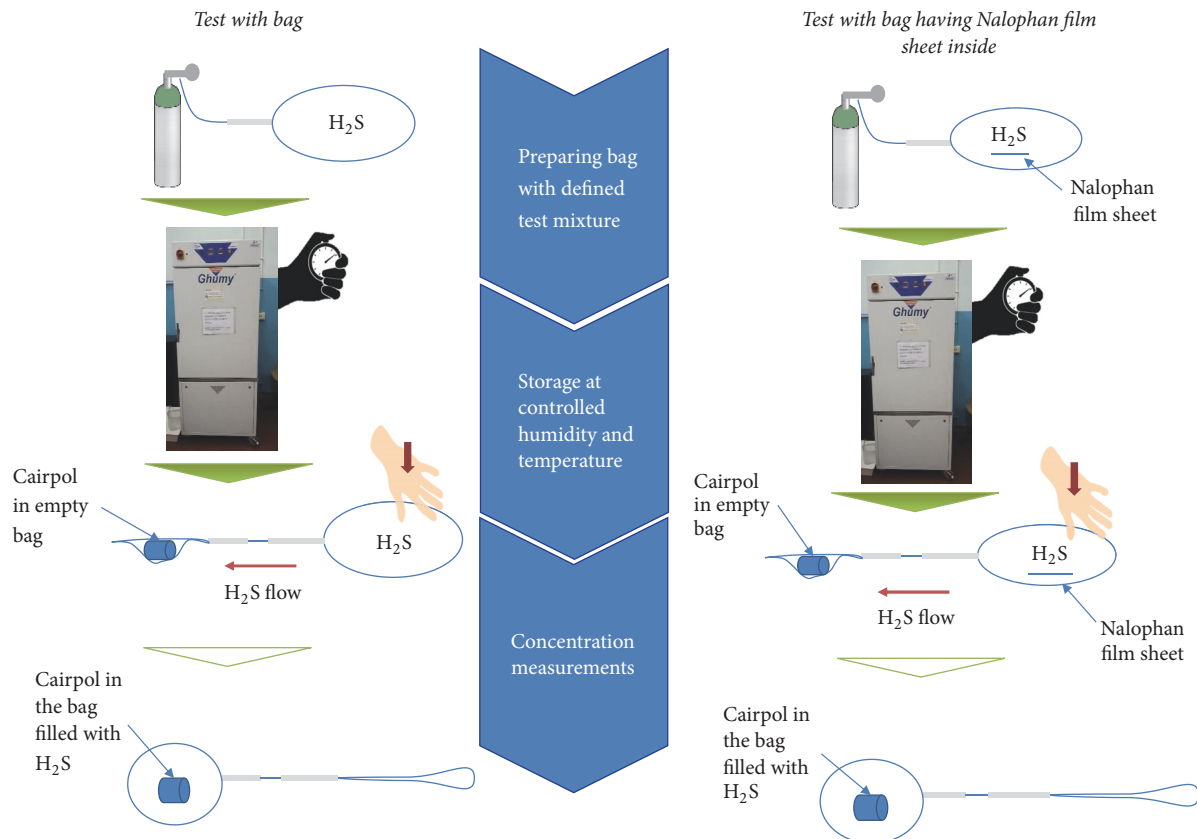 Test with bag
H₂S
Ghumy
Cairpol
in empty
bag
H₂S
H₂S flow
Cairpol in
the bag
filled with
H₂S
Preparing bag
with defined
test mixture
Storage at
controlled
humidity and
temperature
Concentration
measurements
Test with bag having Nalophan film
sheet inside
H₂S
Nalophan
film sheet
Ghumy
Cairpol
in empty
bag
H₂S
H₂S flow
Nalophan
film sheet
Cairpol in
the bag
filled with
H₂S